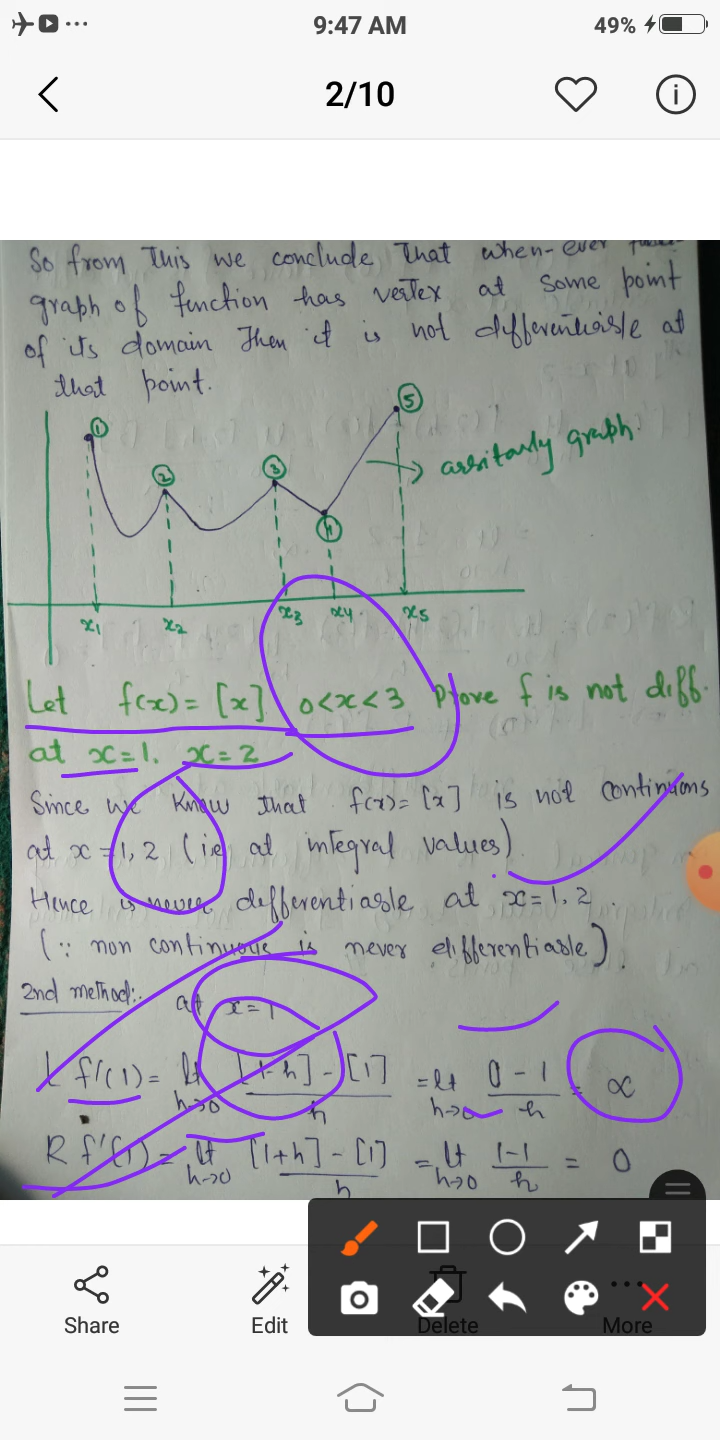 9:47 AM
49%
2/10
So from This we conclude That when-ever
graph of function has vertex at some point
of its domain Then it is not differentiable at
that point.
① ② ③ ④ ⑤
arbitarly graph.
x₁ x₂ x₃ x₄ x₅
Let f(x) = [x] 0<x<3 Prove f is not diff.
at x=1. x=2
Since we know that f(x)=[x] is not continuous
at x=1,2 (ie at integral values).
Hence is never differentiable at x=1,2.
(∵ non continuous is never differentiable).
2nd method:. at x=1
L f'(1) = lt h→0 [1-h]-[1] / h = lt h→0 0-1 / -h = ∝
R f'(1) = lt h→0 [1+h]-[1] / h = lt h→0 1-1 / h = 0
Share
Edit
Delete
More